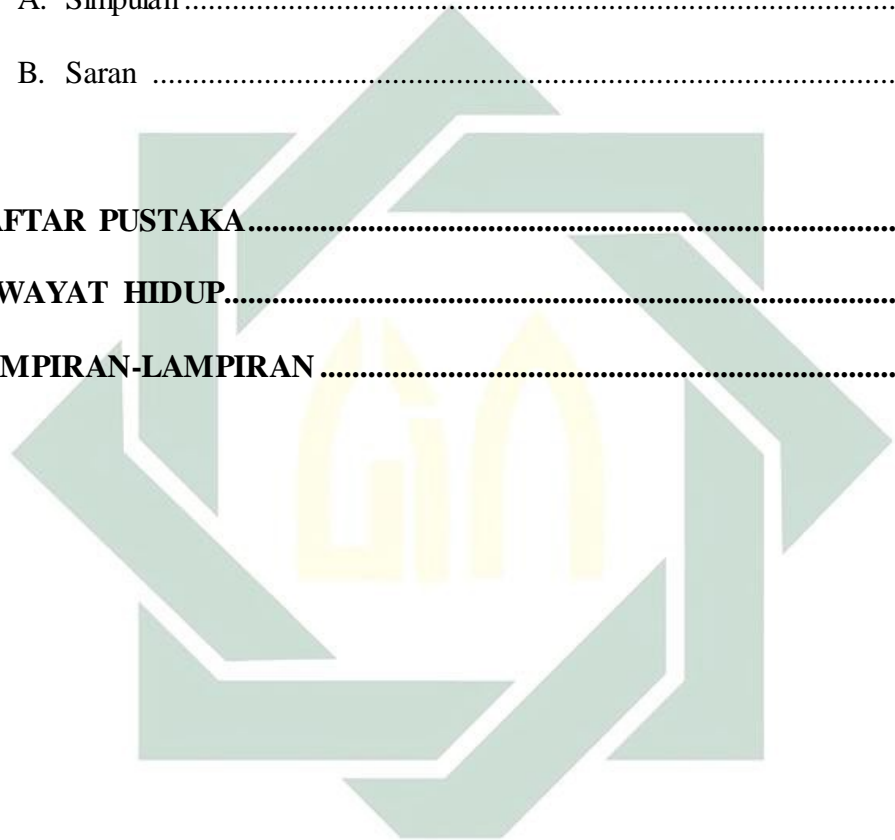 A. Simpulan ....................................................................................
B. Saran .........................................................................................
AFTAR PUSTAKA..................................................................................
WAYAT HIDUP.....................................................................................
MPIRAN-LAMPIRAN .........................................................................